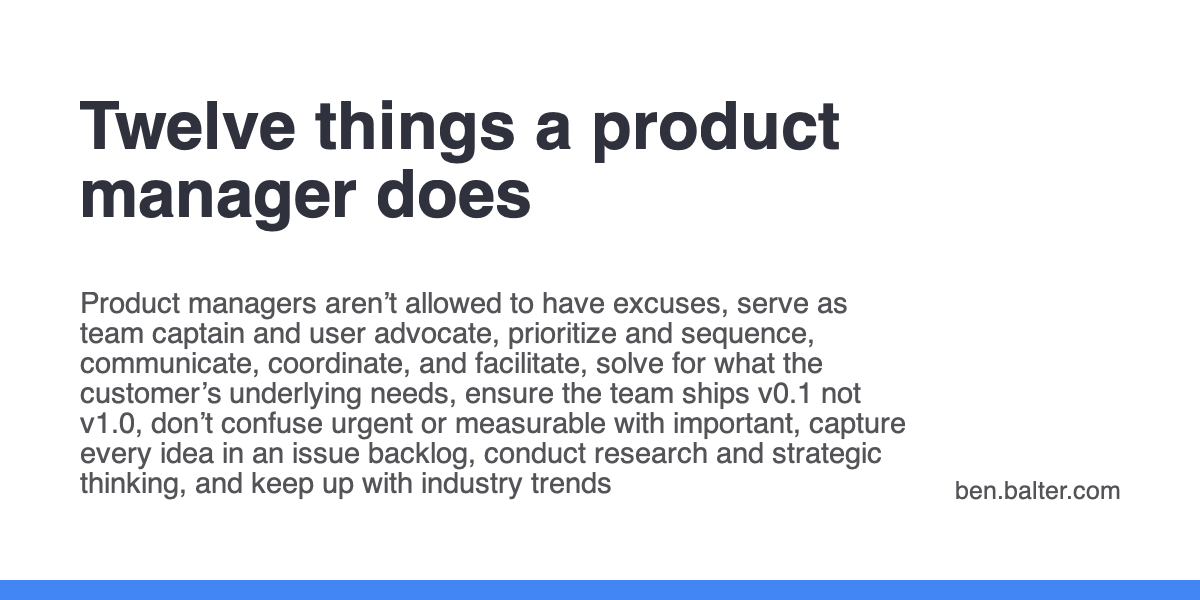 Twelve things a product
manager does
Product managers aren’t allowed to have excuses, serve as
team captain and user advocate, prioritize and sequence,
communicate, coordinate, and facilitate, solve for what the
customer’s underlying needs, ensure the team ships v0.1 not
v1.0, don’t confuse urgent or measurable with important, capture
every idea in an issue backlog, conduct research and strategic
thinking, and keep up with industry trends
ben.balter.com